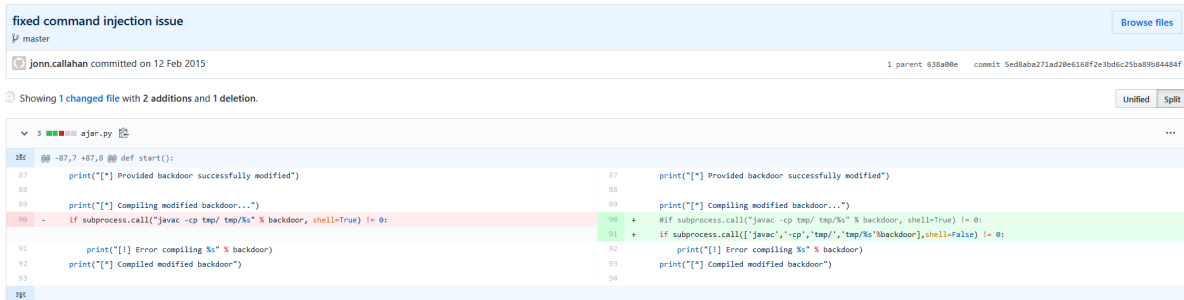 fixed command injection issue
Browse files
master
jonn.callahan committed on 12 Feb 2015
1 parent 638a00e commit 5ed8aba271ad20e6168f2e3bd6c25ba89b84484f
Showing 1 changed file with 2 additions and 1 deletion.
Unified Split
3 ajar.py
@@ -87,7 +87,8 @@ def start():
87 print("[*] Provided backdoor successfully modified")
88
89 print("[*] Compiling modified backdoor...")
90 - if subprocess.call("javac -cp tmp/ tmp/%s" % backdoor, shell=True) != 0:
91 print("[!] Error compiling %s" % backdoor)
92 print("[*] Compiled modified backdoor")
93
87 print("[*] Provided backdoor successfully modified")
88
89 print("[*] Compiling modified backdoor...")
90 + #if subprocess.call("javac -cp tmp/ tmp/%s" % backdoor, shell=True) != 0:
91 + if subprocess.call(['javac','-cp','tmp/','tmp/%s'%backdoor],shell=False) != 0:
92 print("[!] Error compiling %s" % backdoor)
93 print("[*] Compiled modified backdoor")
94